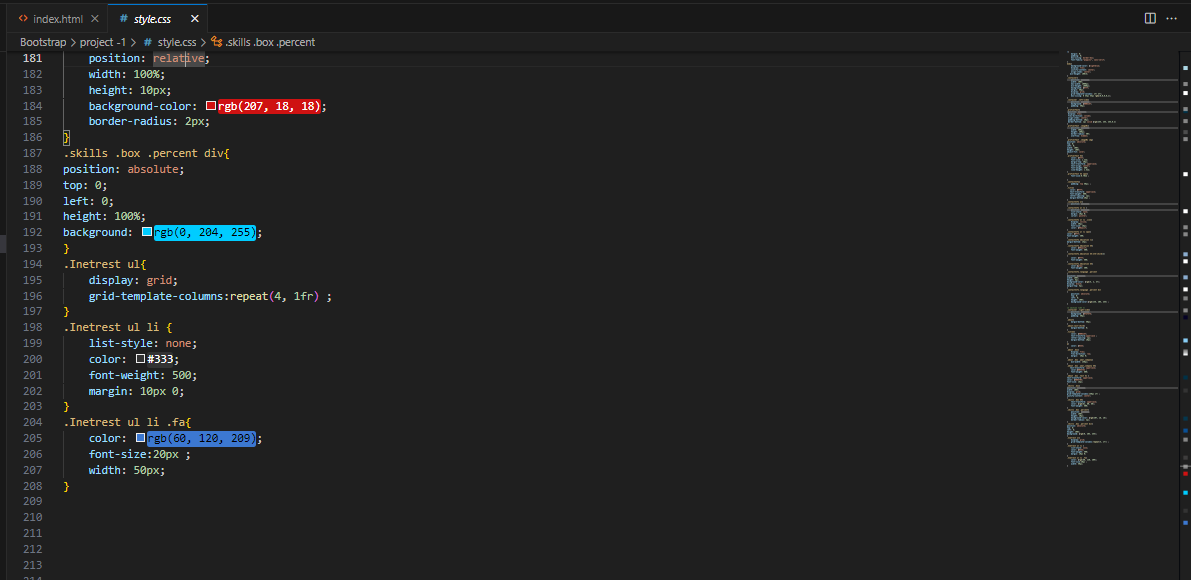 index.html
style.css
Bootstrap > project -1 > # style.css > .skills .box .percent
181 position: relative;
182 width: 100%;
183 height: 10px;
184 background-color: rgb(207, 18, 18);
185 border-radius: 2px;
186 }
187 .skills .box .percent div{
188 position: absolute;
189 top: 0;
190 left: 0;
191 height: 100%;
192 background: rgb(0, 204, 255);
193 }
194 .Inetrest ul{
195 display: grid;
196 grid-template-columns:repeat(4, 1fr) ;
197 }
198 .Inetrest ul li {
199 list-style: none;
200 color: #333;
201 font-weight: 500;
202 margin: 10px 0;
203 }
204 .Inetrest ul li .fa{
205 color: rgb(60, 120, 209);
206 font-size:20px ;
207 width: 50px;
208 }
209
210
211
212
213